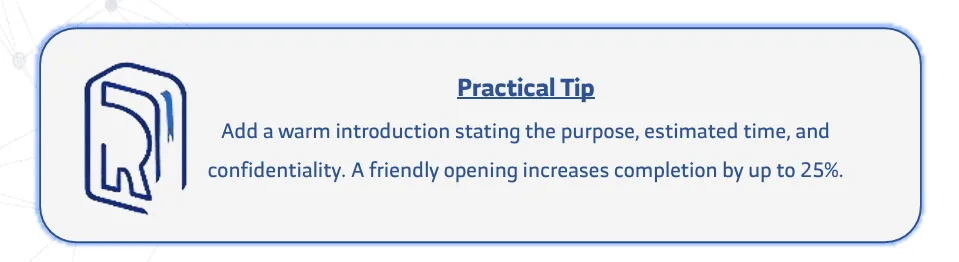 Practical Tip
Add a warm introduction stating the purpose, estimated time, and
confidentiality. A friendly opening increases completion by up to 25%.